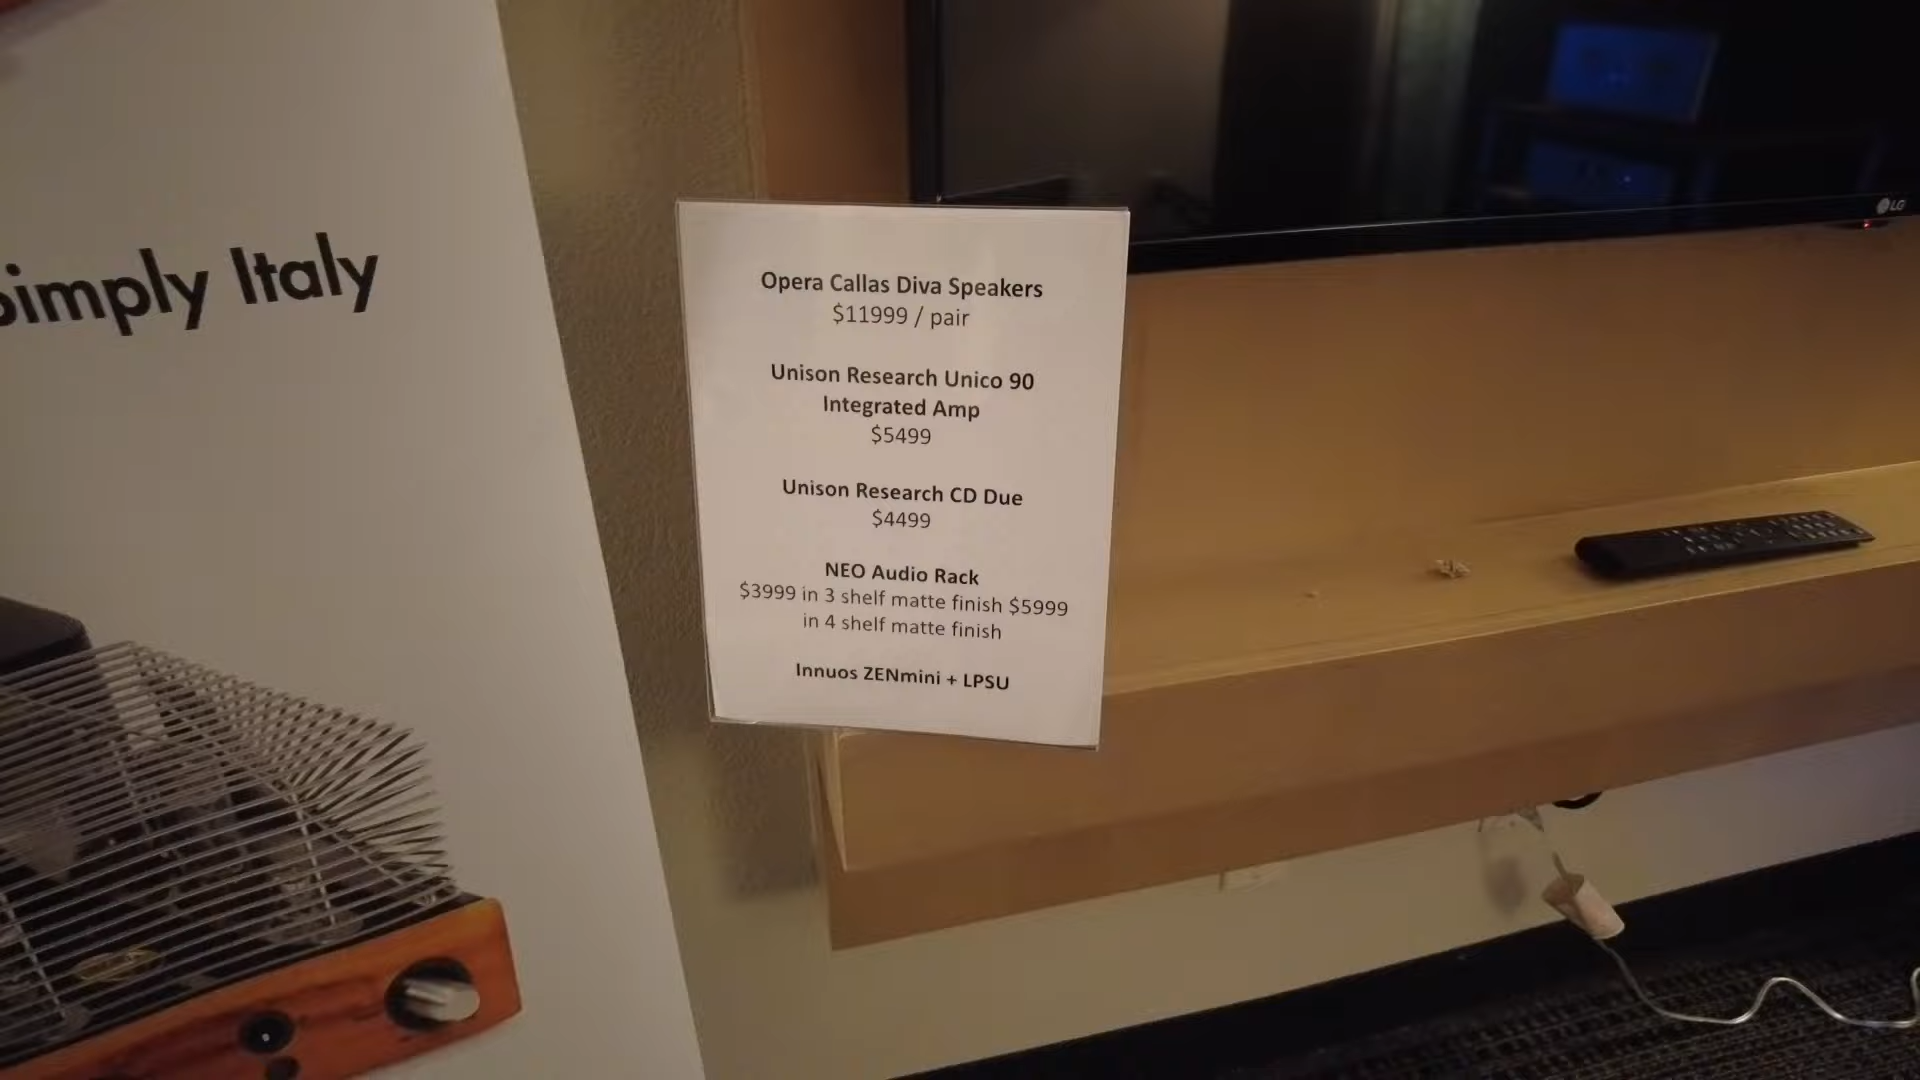 Simply Italy
Opera Callas Diva Speakers
$11999 / pair
Unison Research Unico 90
Integrated Amp
$5499
Unison Research CD Due
$4499
NEO Audio Rack
$3999 in 3 shelf matte finish $5999
in 4 shelf matte finish
Innuos ZENmini + LPSU
LG